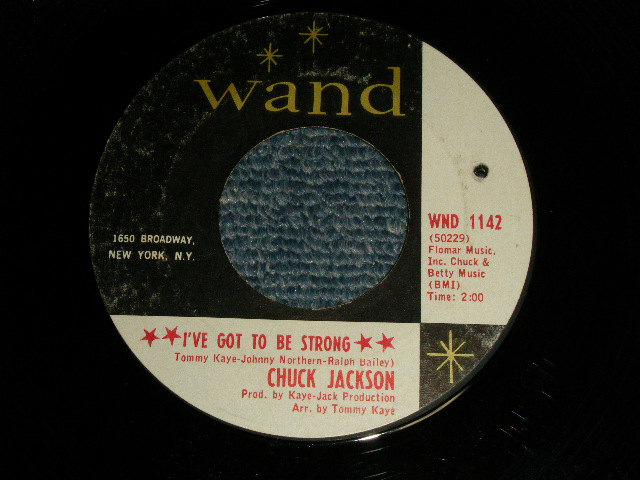 wand
1650 BROADWAY,
NEW YORK, N.Y.
WND 1142
(50229)
Flomar Music,
Inc. Chuck &
Betty Music
(BMI)
Time: 2:00
I'VE GOT TO BE STRONG
Tommy Kaye-Johnny Northern-Ralph Bailey)
CHUCK JACKSON
Prod. by Kaye-Jack Production
Arr. by Tommy Kaye